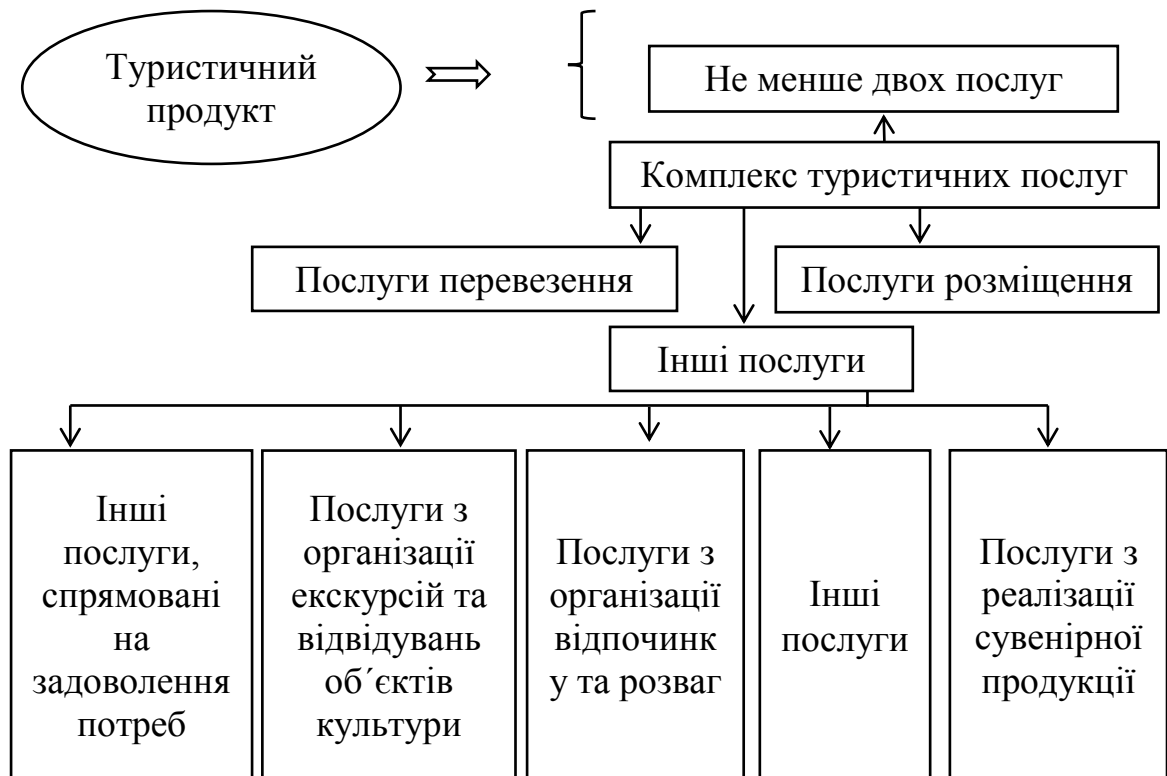 Туристичний
продукт
Не менше двох послуг
Комплекс туристичних послуг
Послуги перевезення
Послуги розміщення
Інші послуги
Інші
послуги,
спрямовані
на
задоволення
потреб
Послуги з
організації
екскурсій та
відвідувань
об´єктів
культури
Послуги з
організації
відпочинк
у та розваг
Інші
послуги
Послуги з
реалізації
сувенірної
продукції